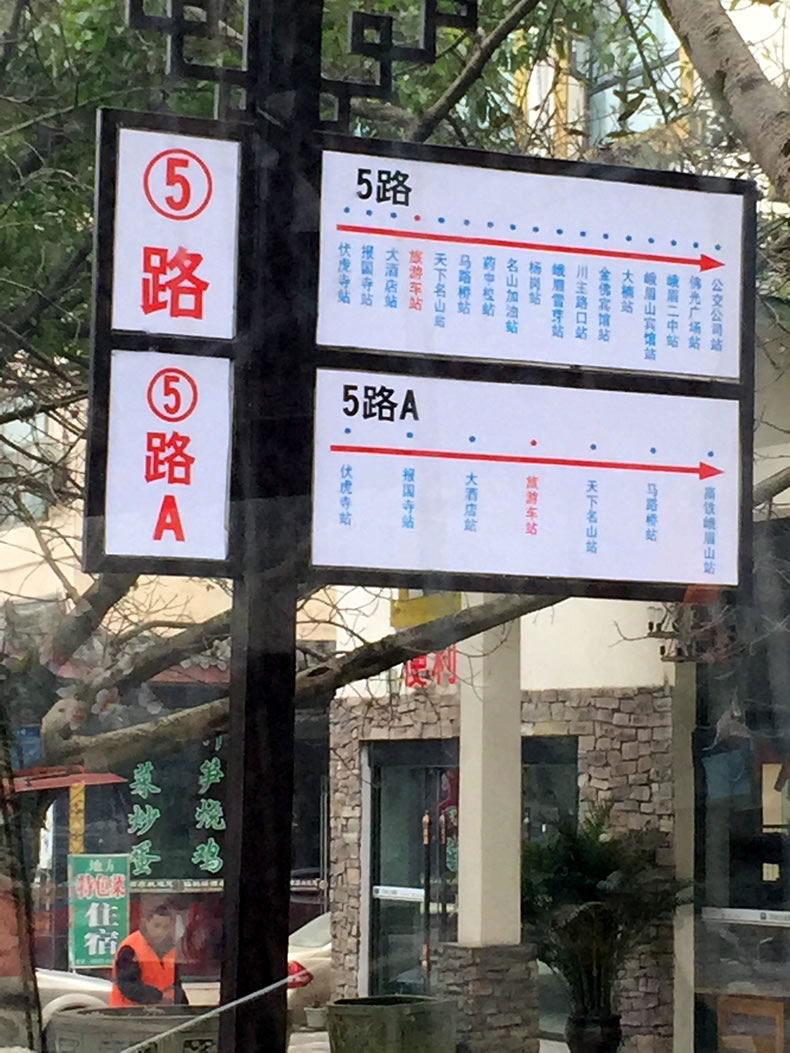 ⑤
路
5路
伏虎寺站
报国寺站
大酒店站
旅游车站
天下名山站
马路桥站
药中校站
名山加油站
杨岗站
峨眉雪芽站
川主路口站
金佛宾馆站
大楠站
峨眉山宾馆站
峨眉二中站
佛光广场站
公交公司站
⑤
路
A
5路A
伏虎寺站
报国寺站
大酒店站
旅游车站
天下名山站
马路桥站
高铁峨眉山站
便利
菜炒蛋
笋烧鸡
地方
特色菜
住宿